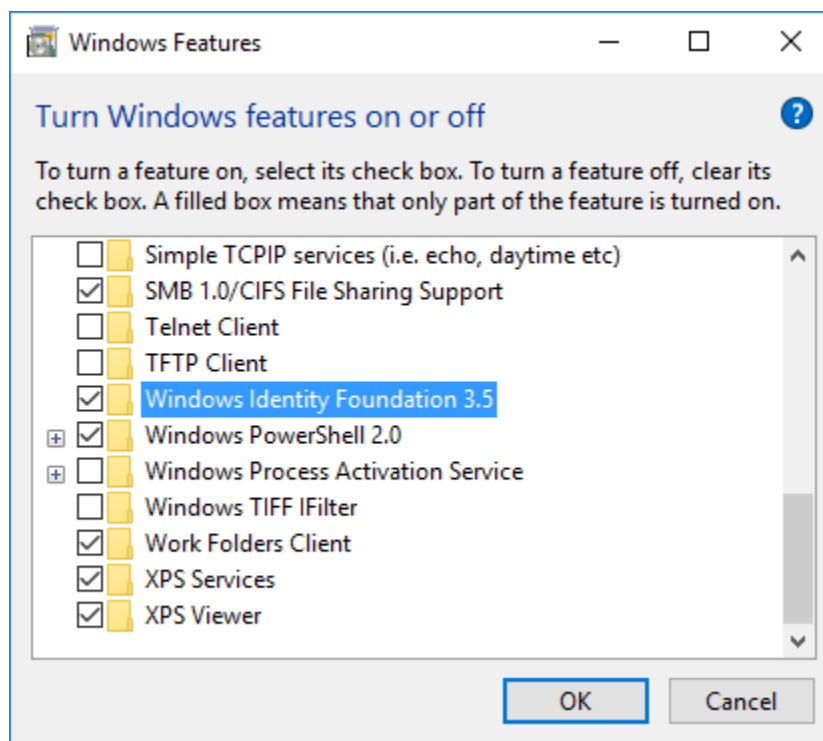 Windows Features
Turn Windows features on or off
?
To turn a feature on, select its check box. To turn a feature off, clear its
check box. A filled box means that only part of the feature is turned on.
Simple TCPIP services (i.e. echo, daytime etc)
SMB 1.0/CIFS File Sharing Support
Telnet Client
TFTP Client
Windows Identity Foundation 3.5
Windows PowerShell 2.0
Windows Process Activation Service
Windows TIFF IFilter
Work Folders Client
XPS Services
XPS Viewer
OK Cancel